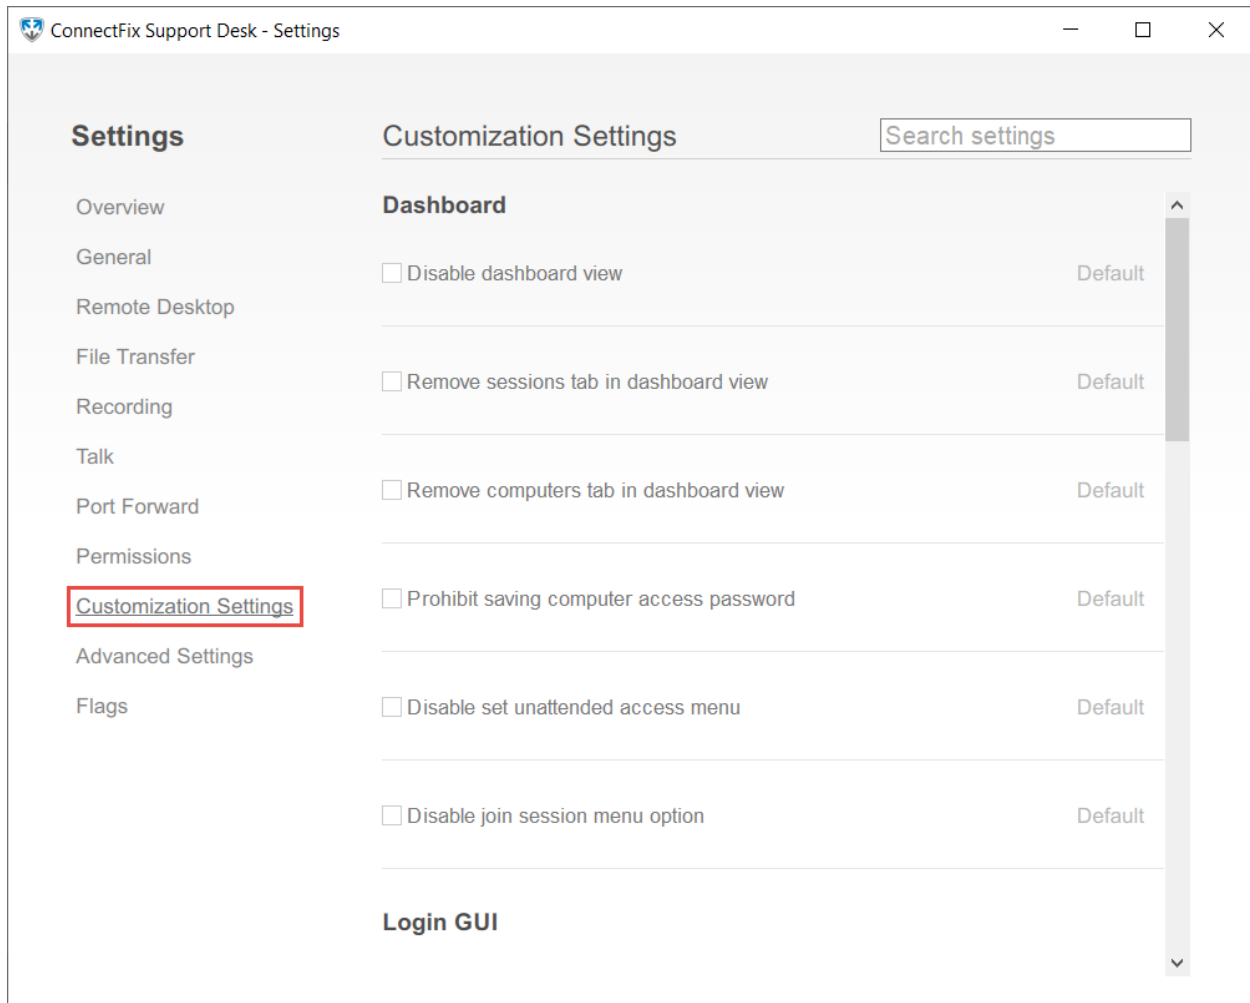 ConnectFix Support Desk - Settings
Settings
Customization Settings
Search settings
Overview
General
Remote Desktop
File Transfer
Recording
Talk
Port Forward
Permissions
Customization Settings
Advanced Settings
Flags
Dashboard
Disable dashboard view Default
Remove sessions tab in dashboard view Default
Remove computers tab in dashboard view Default
Prohibit saving computer access password Default
Disable set unattended access menu Default
Disable join session menu option Default
Login GUI